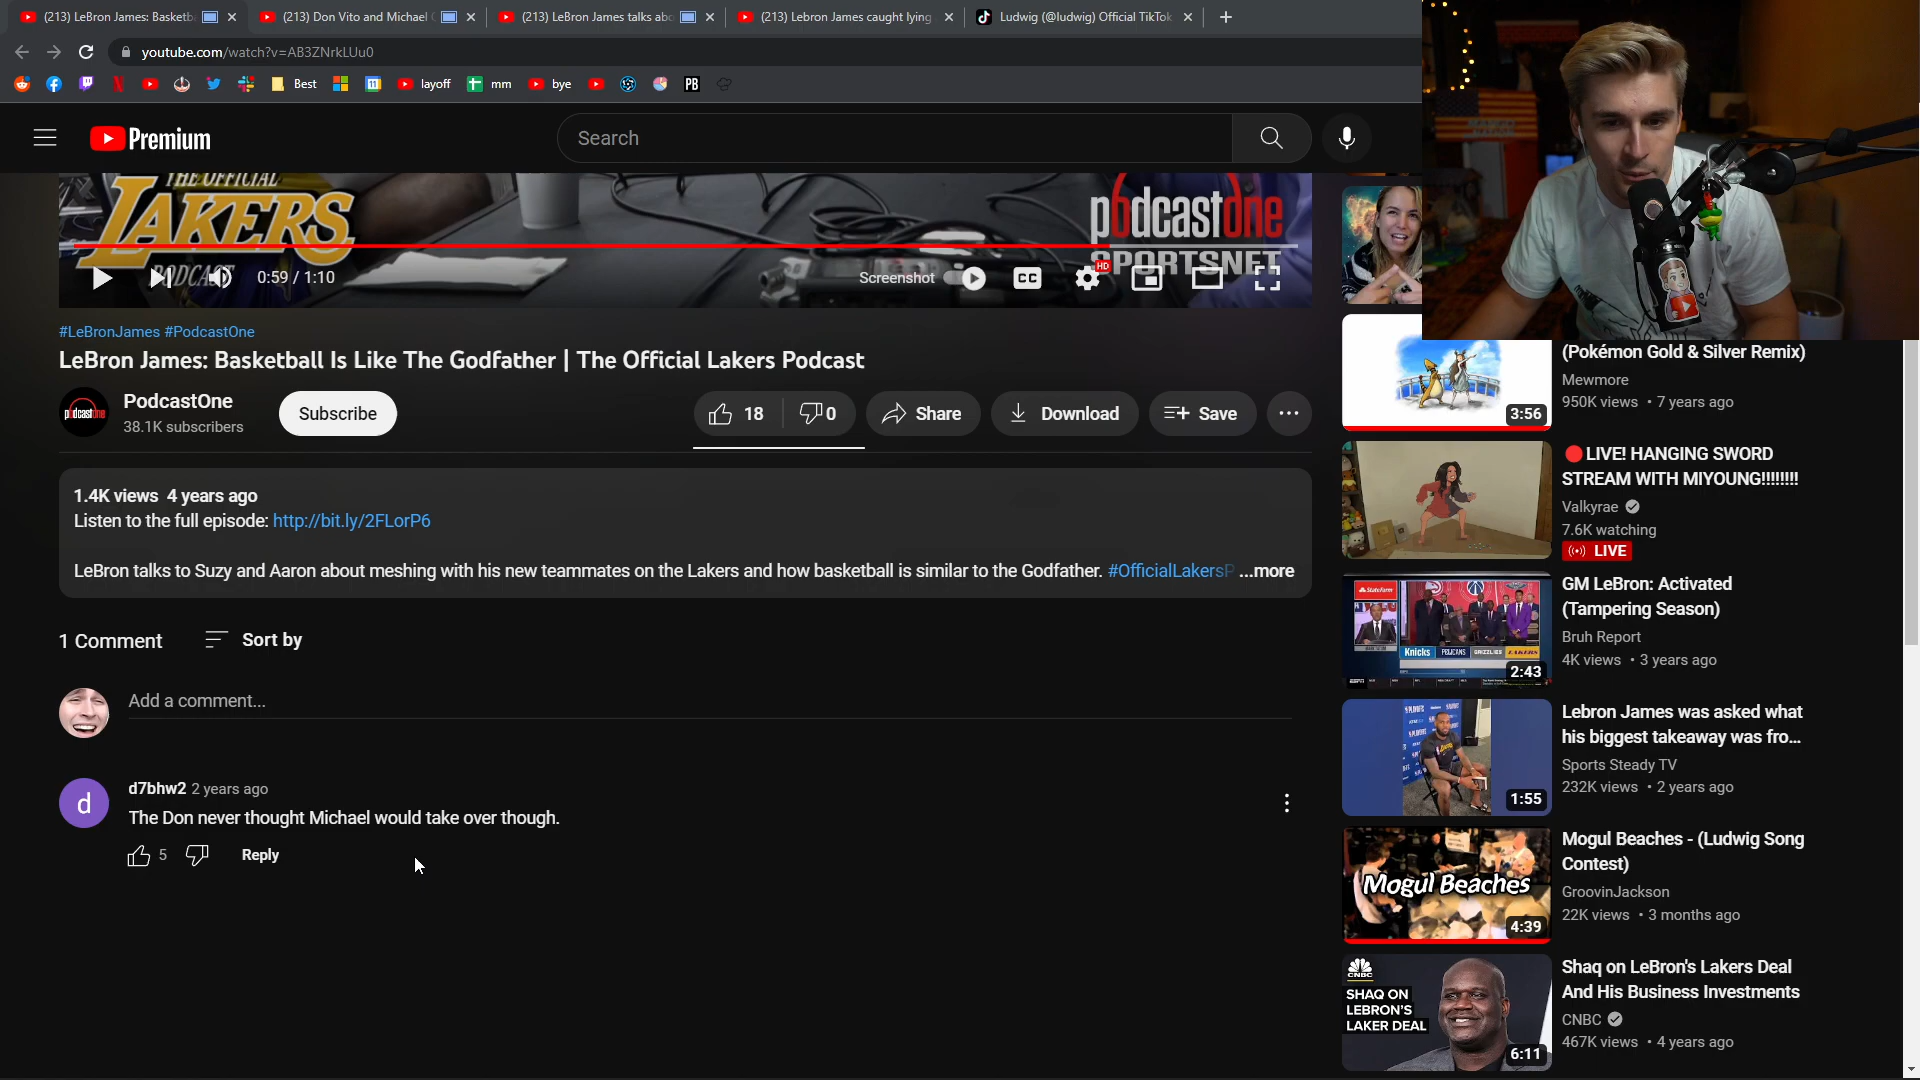 (213) LeBron James: Basketb
(213) Don Vito and Michael
(213) LeBron James talks abo
(213) Lebron James caught lying
Ludwig (@ludwig) Official TikTok
youtube.com/watch?v=AB3ZNrkLUu0
Best
layoff
mm
bye
PB
Premium
Search
THE OFFICIAL
LAKERS
PODCAST
podcastone
SPORTSNET
0:59 / 1:10
Screenshot
CC
HD
#LeBronJames #PodcastOne
LeBron James: Basketball Is Like The Godfather | The Official Lakers Podcast
podcastone
PodcastOne
38.1K subscribers
Subscribe
18
0
Share
Download
Save
1.4K views 4 years ago
Listen to the full episode: http://bit.ly/2FLorP6
LeBron talks to Suzy and Aaron about meshing with his new teammates on the Lakers and how basketball is similar to the Godfather. #OfficialLakersP ...more
1 Comment
Sort by
Add a comment...
d
d7bhw2 2 years ago
The Don never thought Michael would take over though.
5
Reply
3:56
(Pokémon Gold & Silver Remix)
Mewmore
950K views • 7 years ago
LIVE! HANGING SWORD
STREAM WITH MIYOUNG!!!!!!!!
Valkyrae
7.6K watching
LIVE
StateFarm
Knicks
PELICANS
GRIZZLIES
LAKERS
2:43
GM LeBron: Activated
(Tampering Season)
Bruh Report
4K views • 3 years ago
1:55
Lebron James was asked what
his biggest takeaway was fro...
Sports Steady TV
232K views • 2 years ago
Mogul Beaches
4:39
Mogul Beaches - (Ludwig Song
Contest)
GroovinJackson
22K views • 3 months ago
CNBC
SHAQ ON
LEBRON'S
LAKER DEAL
6:11
Shaq on LeBron's Lakers Deal
And His Business Investments
CNBC
467K views • 4 years ago